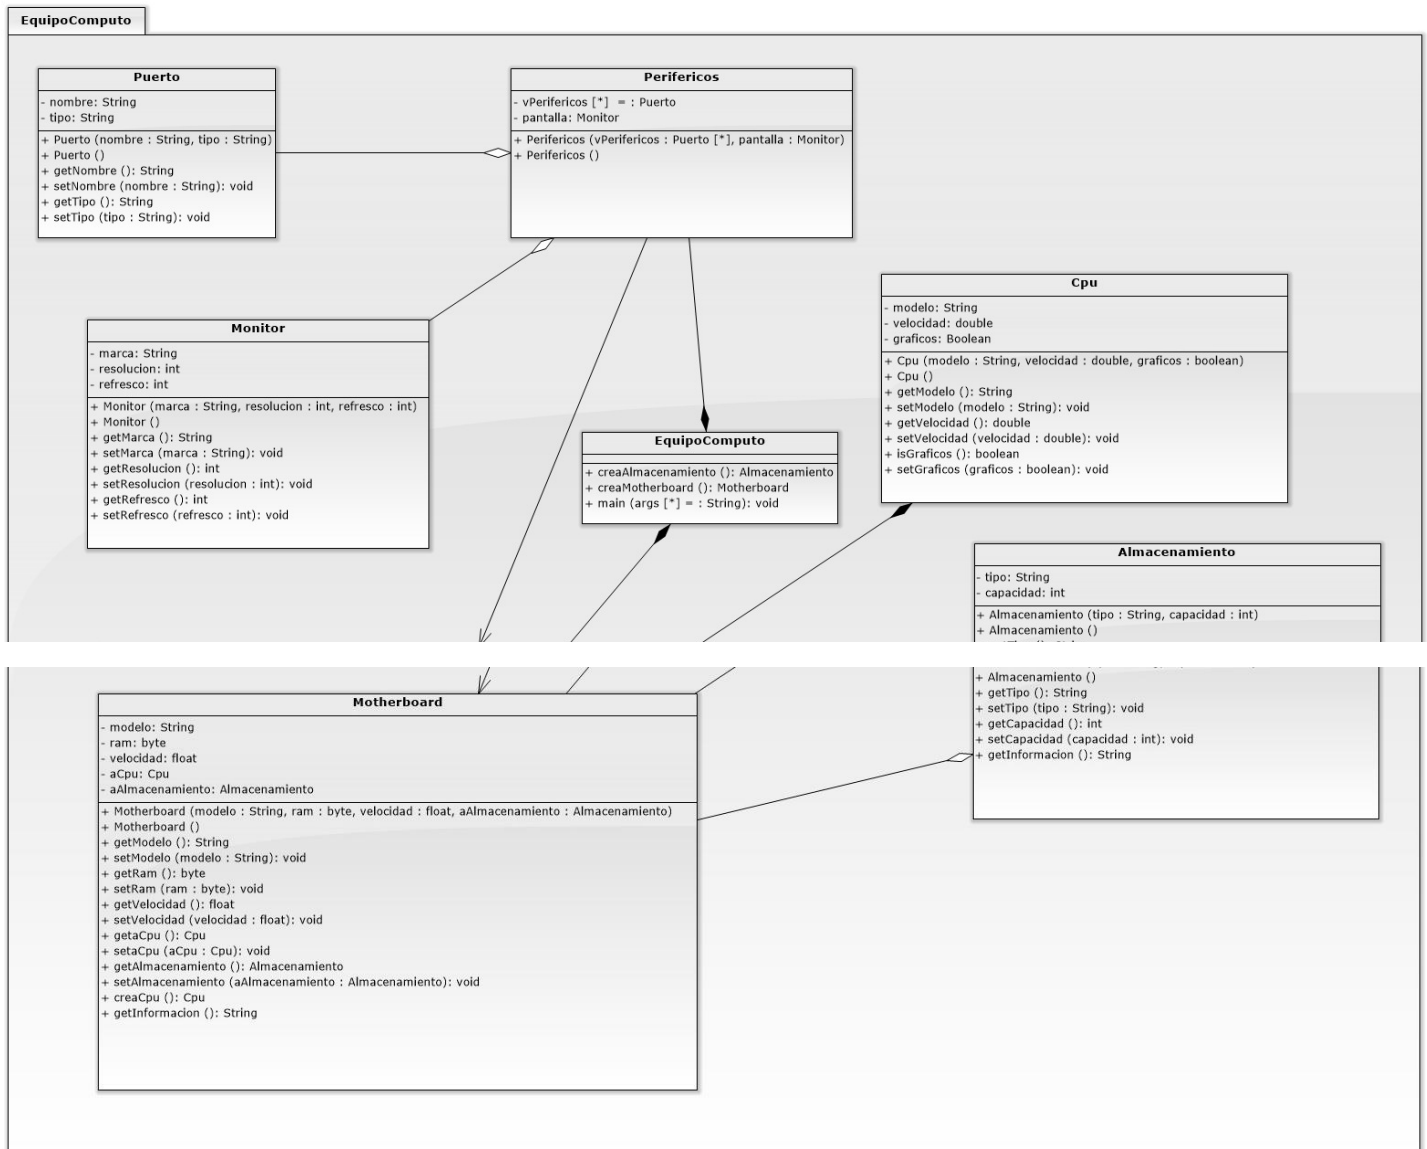 EquipoComputo
Puerto
- nombre: String
- tipo: String
+ Puerto (nombre : String, tipo : String)
+ Puerto ()
+ getNombre (): String
+ setNombre (nombre : String): void
+ getTipo (): String
+ setTipo (tipo : String): void
Perifericos
- vPerifericos [*]  = : Puerto
- pantalla: Monitor
+ Perifericos (vPerifericos : Puerto [*], pantalla : Monitor)
+ Perifericos ()
Monitor
- marca: String
- resolucion: int
- refresco: int
+ Monitor (marca : String, resolucion : int, refresco : int)
+ Monitor ()
+ getMarca (): String
+ setMarca (marca : String): void
+ getResolucion (): int
+ setResolucion (resolucion : int): void
+ getRefresco (): int
+ setRefresco (refresco : int): void
EquipoComputo
+ creaAlmacenamiento (): Almacenamiento
+ creaMotherboard (): Motherboard
+ main (args [*] = : String): void
Cpu
- modelo: String
- velocidad: double
- graficos: Boolean
+ Cpu (modelo : String, velocidad : double, graficos : boolean)
+ Cpu ()
+ getModelo (): String
+ setModelo (modelo : String): void
+ getVelocidad (): double
+ setVelocidad (velocidad : double): void
+ isGraficos (): boolean
+ setGraficos (graficos : boolean): void
Almacenamiento
- tipo: String
- capacidad: int
+ Almacenamiento (tipo : String, capacidad : int)
+ Almacenamiento ()
+ Almacenamiento ()
+ getTipo (): String
+ setTipo (tipo : String): void
+ getCapacidad (): int
+ setCapacidad (capacidad : int): void
+ getInformacion (): String
Motherboard
- modelo: String
- ram: byte
- velocidad: float
- aCpu: Cpu
- aAlmacenamiento: Almacenamiento
+ Motherboard (modelo : String, ram : byte, velocidad : float, aAlmacenamiento : Almacenamiento)
+ Motherboard ()
+ getModelo (): String
+ setModelo (modelo : String): void
+ getRam (): byte
+ setRam (ram : byte): void
+ getVelocidad (): float
+ setVelocidad (velocidad : float): void
+ getaCpu (): Cpu
+ setaCpu (aCpu : Cpu): void
+ getAlmacenamiento (): Almacenamiento
+ setAlmacenamiento (aAlmacenamiento : Almacenamiento): void
+ creaCpu (): Cpu
+ getInformacion (): String